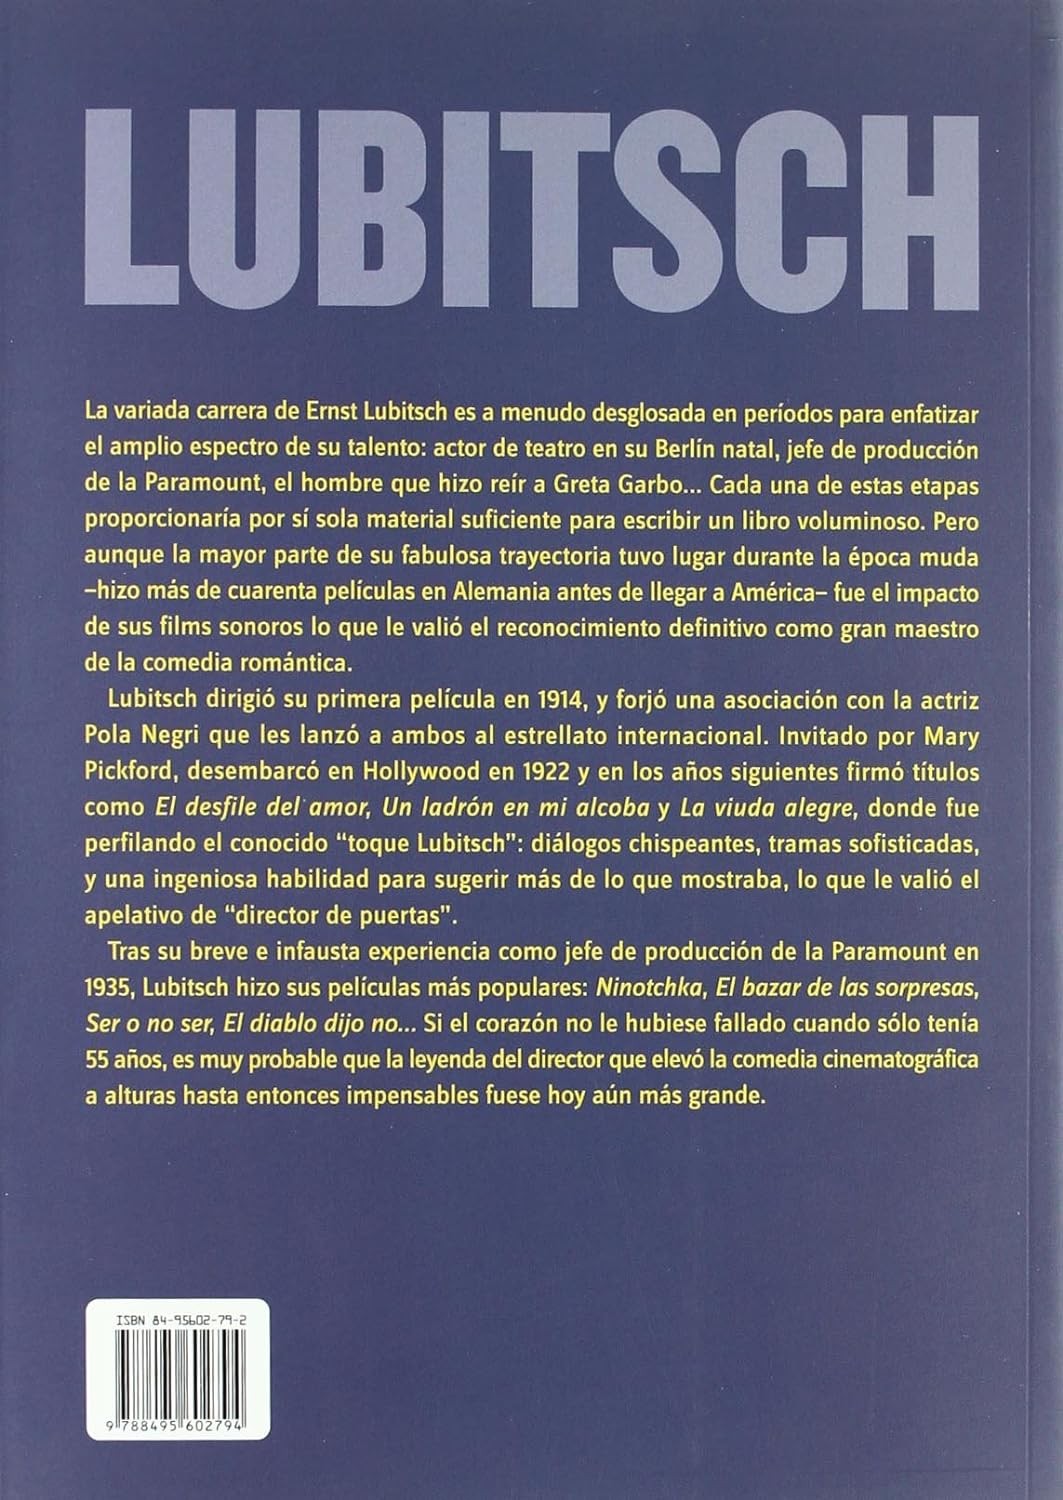 LUBITSCH
La variada carrera de Ernst Lubitsch es a menudo desglosada en períodos para enfatizar
el amplio espectro de su talento: actor de teatro en su Berlín natal, jefe de producción
de la Paramount, el hombre que hizo reír a Greta Garbo... Cada una de estas etapas
proporcionaría por sí sola material suficiente para escribir un libro voluminoso. Pero
aunque la mayor parte de su fabulosa trayectoria tuvo lugar durante la época muda
–hizo más de cuarenta películas en Alemania antes de llegar a América– fue el impacto
de sus films sonoros lo que le valió el reconocimiento definitivo como gran maestro
de la comedia romántica.
Lubitsch dirigió su primera película en 1914, y forjó una asociación con la actriz
Pola Negri que les lanzó a ambos al estrellato internacional. Invitado por Mary
Pickford, desembarcó en Hollywood en 1922 y en los años siguientes firmó títulos
como El desfile del amor, Un ladrón en mi alcoba y La viuda alegre, donde fue
perfilando el conocido “toque Lubitsch”: diálogos chispeantes, tramas sofisticadas,
y una ingeniosa habilidad para sugerir más de lo que mostraba, lo que le valió el
apelativo de “director de puertas”.
Tras su breve e infausta experiencia como jefe de producción de la Paramount en
1935, Lubitsch hizo sus películas más populares: Ninotchka, El bazar de las sorpresas,
Ser o no ser, El diablo dijo no... Si el corazón no le hubiese fallado cuando sólo tenía
55 años, es muy probable que la leyenda del director que elevó la comedia cinematográfica
a alturas hasta entonces impensables fuese hoy aún más grande.
ISBN 84-95602-79-2
9 788495 602794